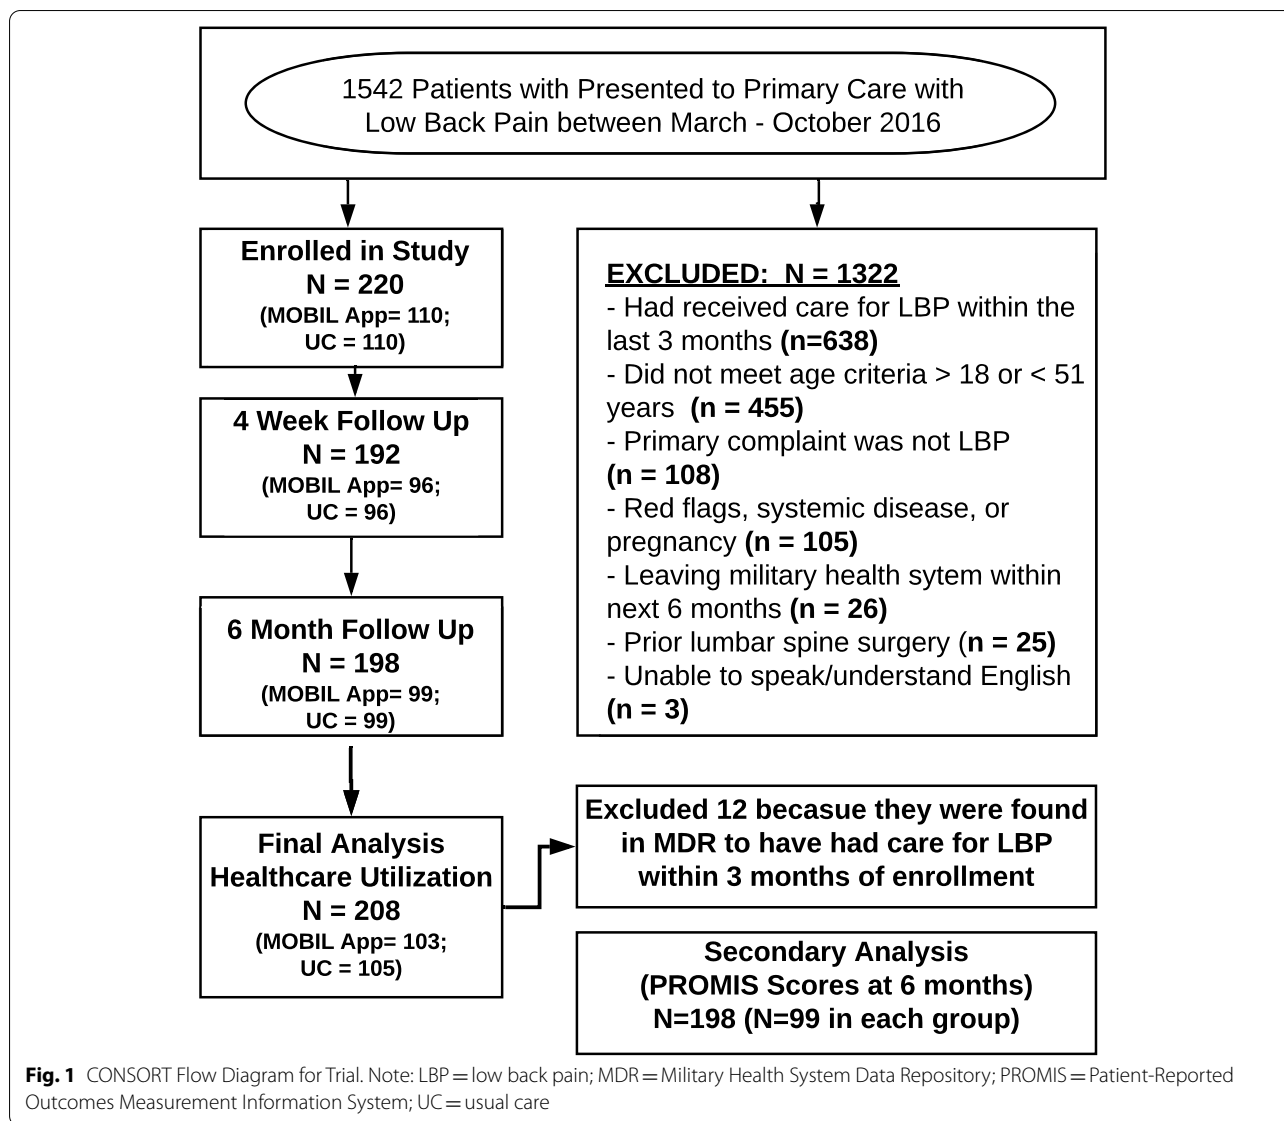 1542 Patients with Presented to Primary Care with
Low Back Pain between March - October 2016
Enrolled in Study
N = 220
(MOBIL App= 110;
UC = 110)
4 Week Follow Up
N = 192
(MOBIL App= 96;
UC = 96)
6 Month Follow Up
N = 198
(MOBIL App= 99;
UC = 99)
Final Analysis
Healthcare Utilization
N = 208
(MOBIL App= 103;
UC = 105)
EXCLUDED:  N = 1322
- Had received care for LBP within the
last 3 months (n=638)
- Did not meet age criteria > 18 or < 51
years  (n = 455)
- Primary complaint was not LBP
(n = 108)
- Red flags, systemic disease, or
pregnancy (n = 105)
- Leaving military health sytem within
next 6 months (n = 26)
- Prior lumbar spine surgery (n = 25)
- Unable to speak/understand English
(n = 3)
Excluded 12 becasue they were found
in MDR to have had care for LBP
within 3 months of enrollment
Secondary Analysis
(PROMIS Scores at 6 months)
N=198 (N=99 in each group)
Fig. 1 CONSORT Flow Diagram for Trial. Note: LBP = low back pain; MDR = Military Health System Data Repository; PROMIS = Patient-Reported
Outcomes Measurement Information System; UC = usual care